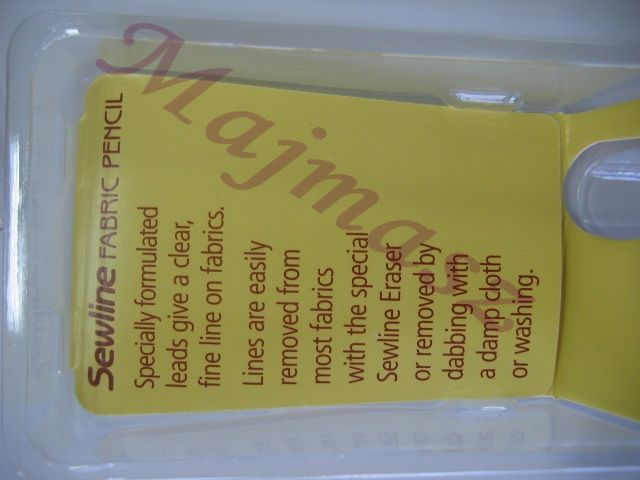 Sewline FABRIC PENCIL
Specially formulated
leads give a clear,
fine line on fabrics.
Lines are easily
removed from
most fabrics
with the special
Sewline Eraser
or removed by
dabbing with
a damp cloth
or washing.
Majmask